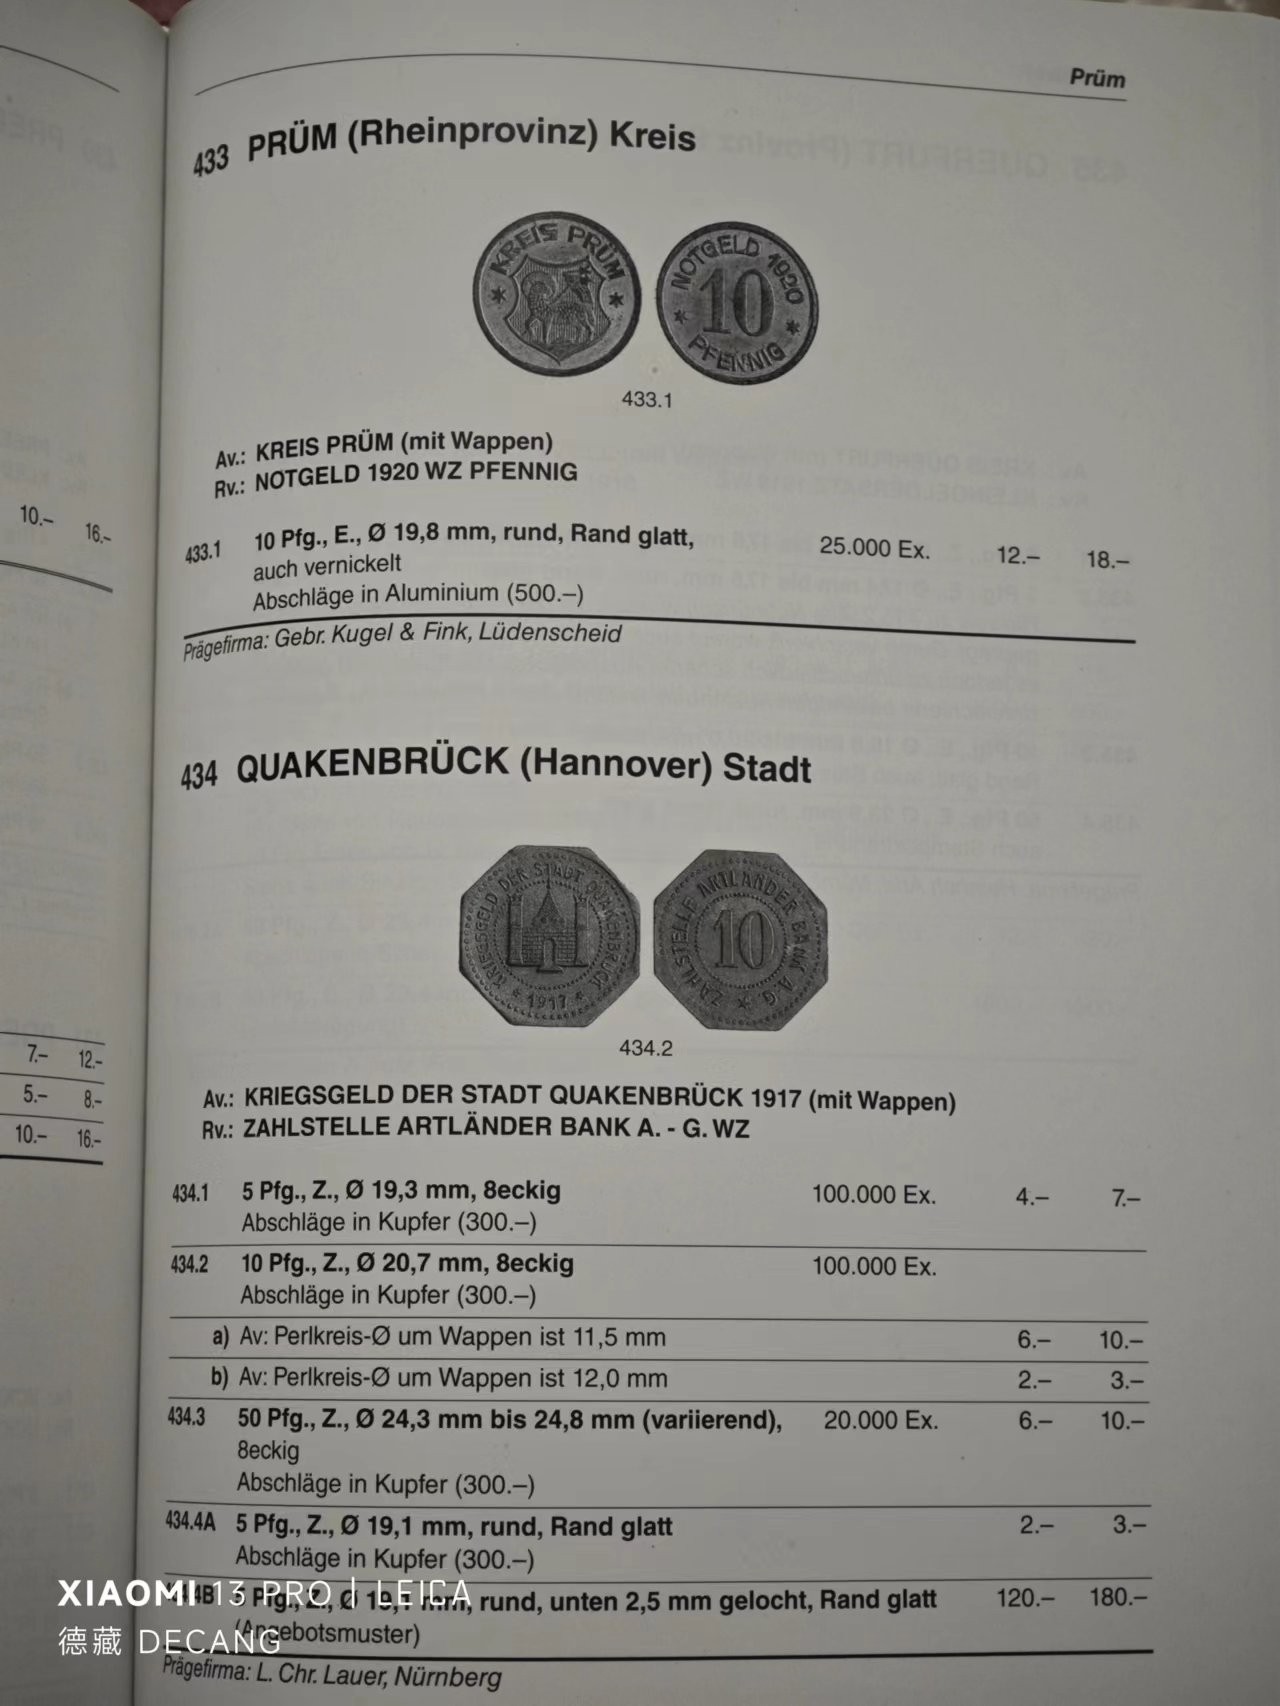 Prüm
433 PRÜM (Rheinprovinz) Kreis
KREIS PRÜM
NOTGELD 1920
10
PFENNIG
433.1
Av.: KREIS PRÜM (mit Wappen)
Rv.: NOTGELD 1920 WZ PFENNIG
433.1 10 Pfg., E., Ø 19,8 mm, rund, Rand glatt, 25.000 Ex. 12.– 18.–
auch vernickelt
Abschläge in Aluminium (500.–)
Prägefirma: Gebr. Kugel & Fink, Lüdenscheid
434 QUAKENBRÜCK (Hannover) Stadt
KRIEGSGELD DER STADT QUAKENBRÜCK
1917
ZAHLSTELLE ARTLÄNDER BANK A.G.
10
434.2
Av.: KRIEGSGELD DER STADT QUAKENBRÜCK 1917 (mit Wappen)
Rv.: ZAHLSTELLE ARTLÄNDER BANK A. - G. WZ
434.1 5 Pfg., Z., Ø 19,3 mm, 8eckig 100.000 Ex. 4.– 7.–
Abschläge in Kupfer (300.–)
434.2 10 Pfg., Z., Ø 20,7 mm, 8eckig 100.000 Ex.
Abschläge in Kupfer (300.–)
a) Av: Perlkreis-Ø um Wappen ist 11,5 mm 6.– 10.–
b) Av: Perlkreis-Ø um Wappen ist 12,0 mm 2.– 3.–
434.3 50 Pfg., Z., Ø 24,3 mm bis 24,8 mm (variierend), 20.000 Ex. 6.– 10.–
8eckig
Abschläge in Kupfer (300.–)
434.4A 5 Pfg., Z., Ø 19,1 mm, rund, Rand glatt 2.– 3.–
Abschläge in Kupfer (300.–)
434.4B 5 Pfg., Z., Ø 19,1 mm, rund, unten 2,5 mm gelocht, Rand glatt 120.– 180.–
(Angebotsmuster)
Prägefirma: L. Chr. Lauer, Nürnberg
10.– 16.–
7.– 12.–
5.– 8.–
10.– 16.–
XIAOMI 13 PRO | LEICA
德藏 DECANG